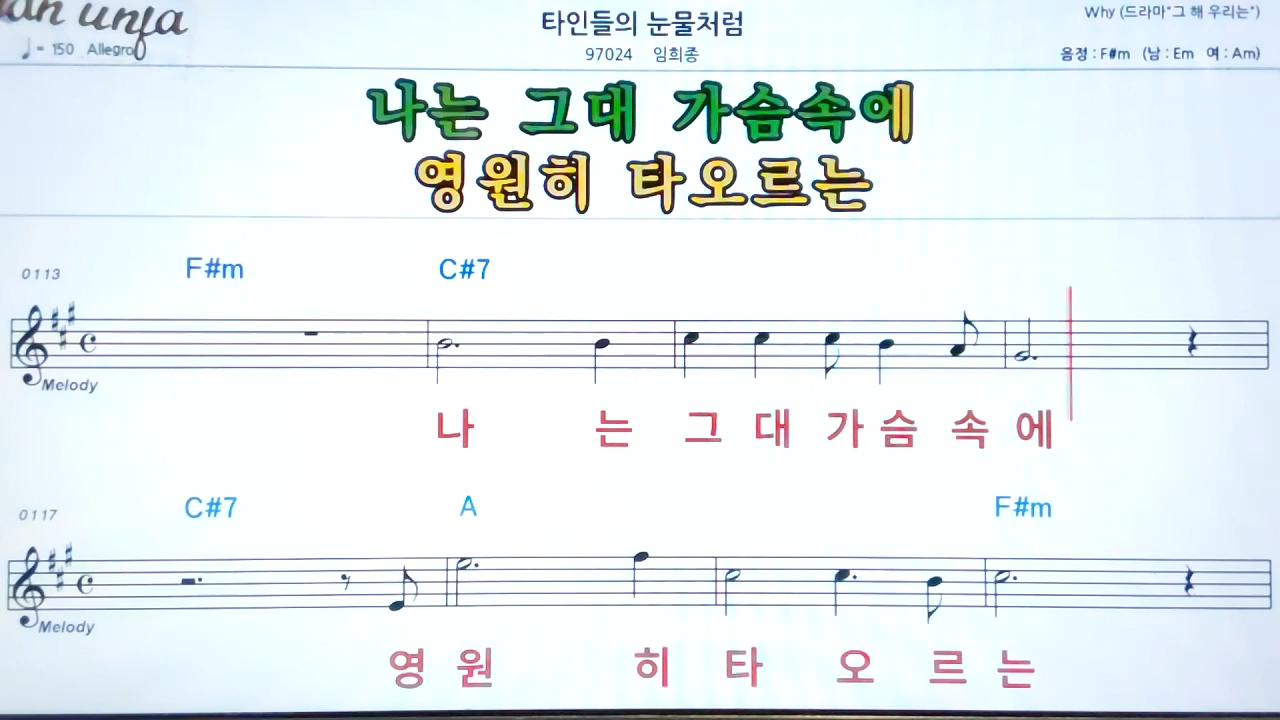 타인들의 눈물처럼
Why (드라마"그 해 우리는")
♩= 150 Allegro
97024 임희종
음정 : F#m (남 : Em 여 : Am)
나는 그대 가슴속에
영원히 타오르는
0113 F#m C#7
Melody
나 는 그 대 가 슴 속 에
0117 C#7 A F#m
Melody
영 원 히 타 오 르 는